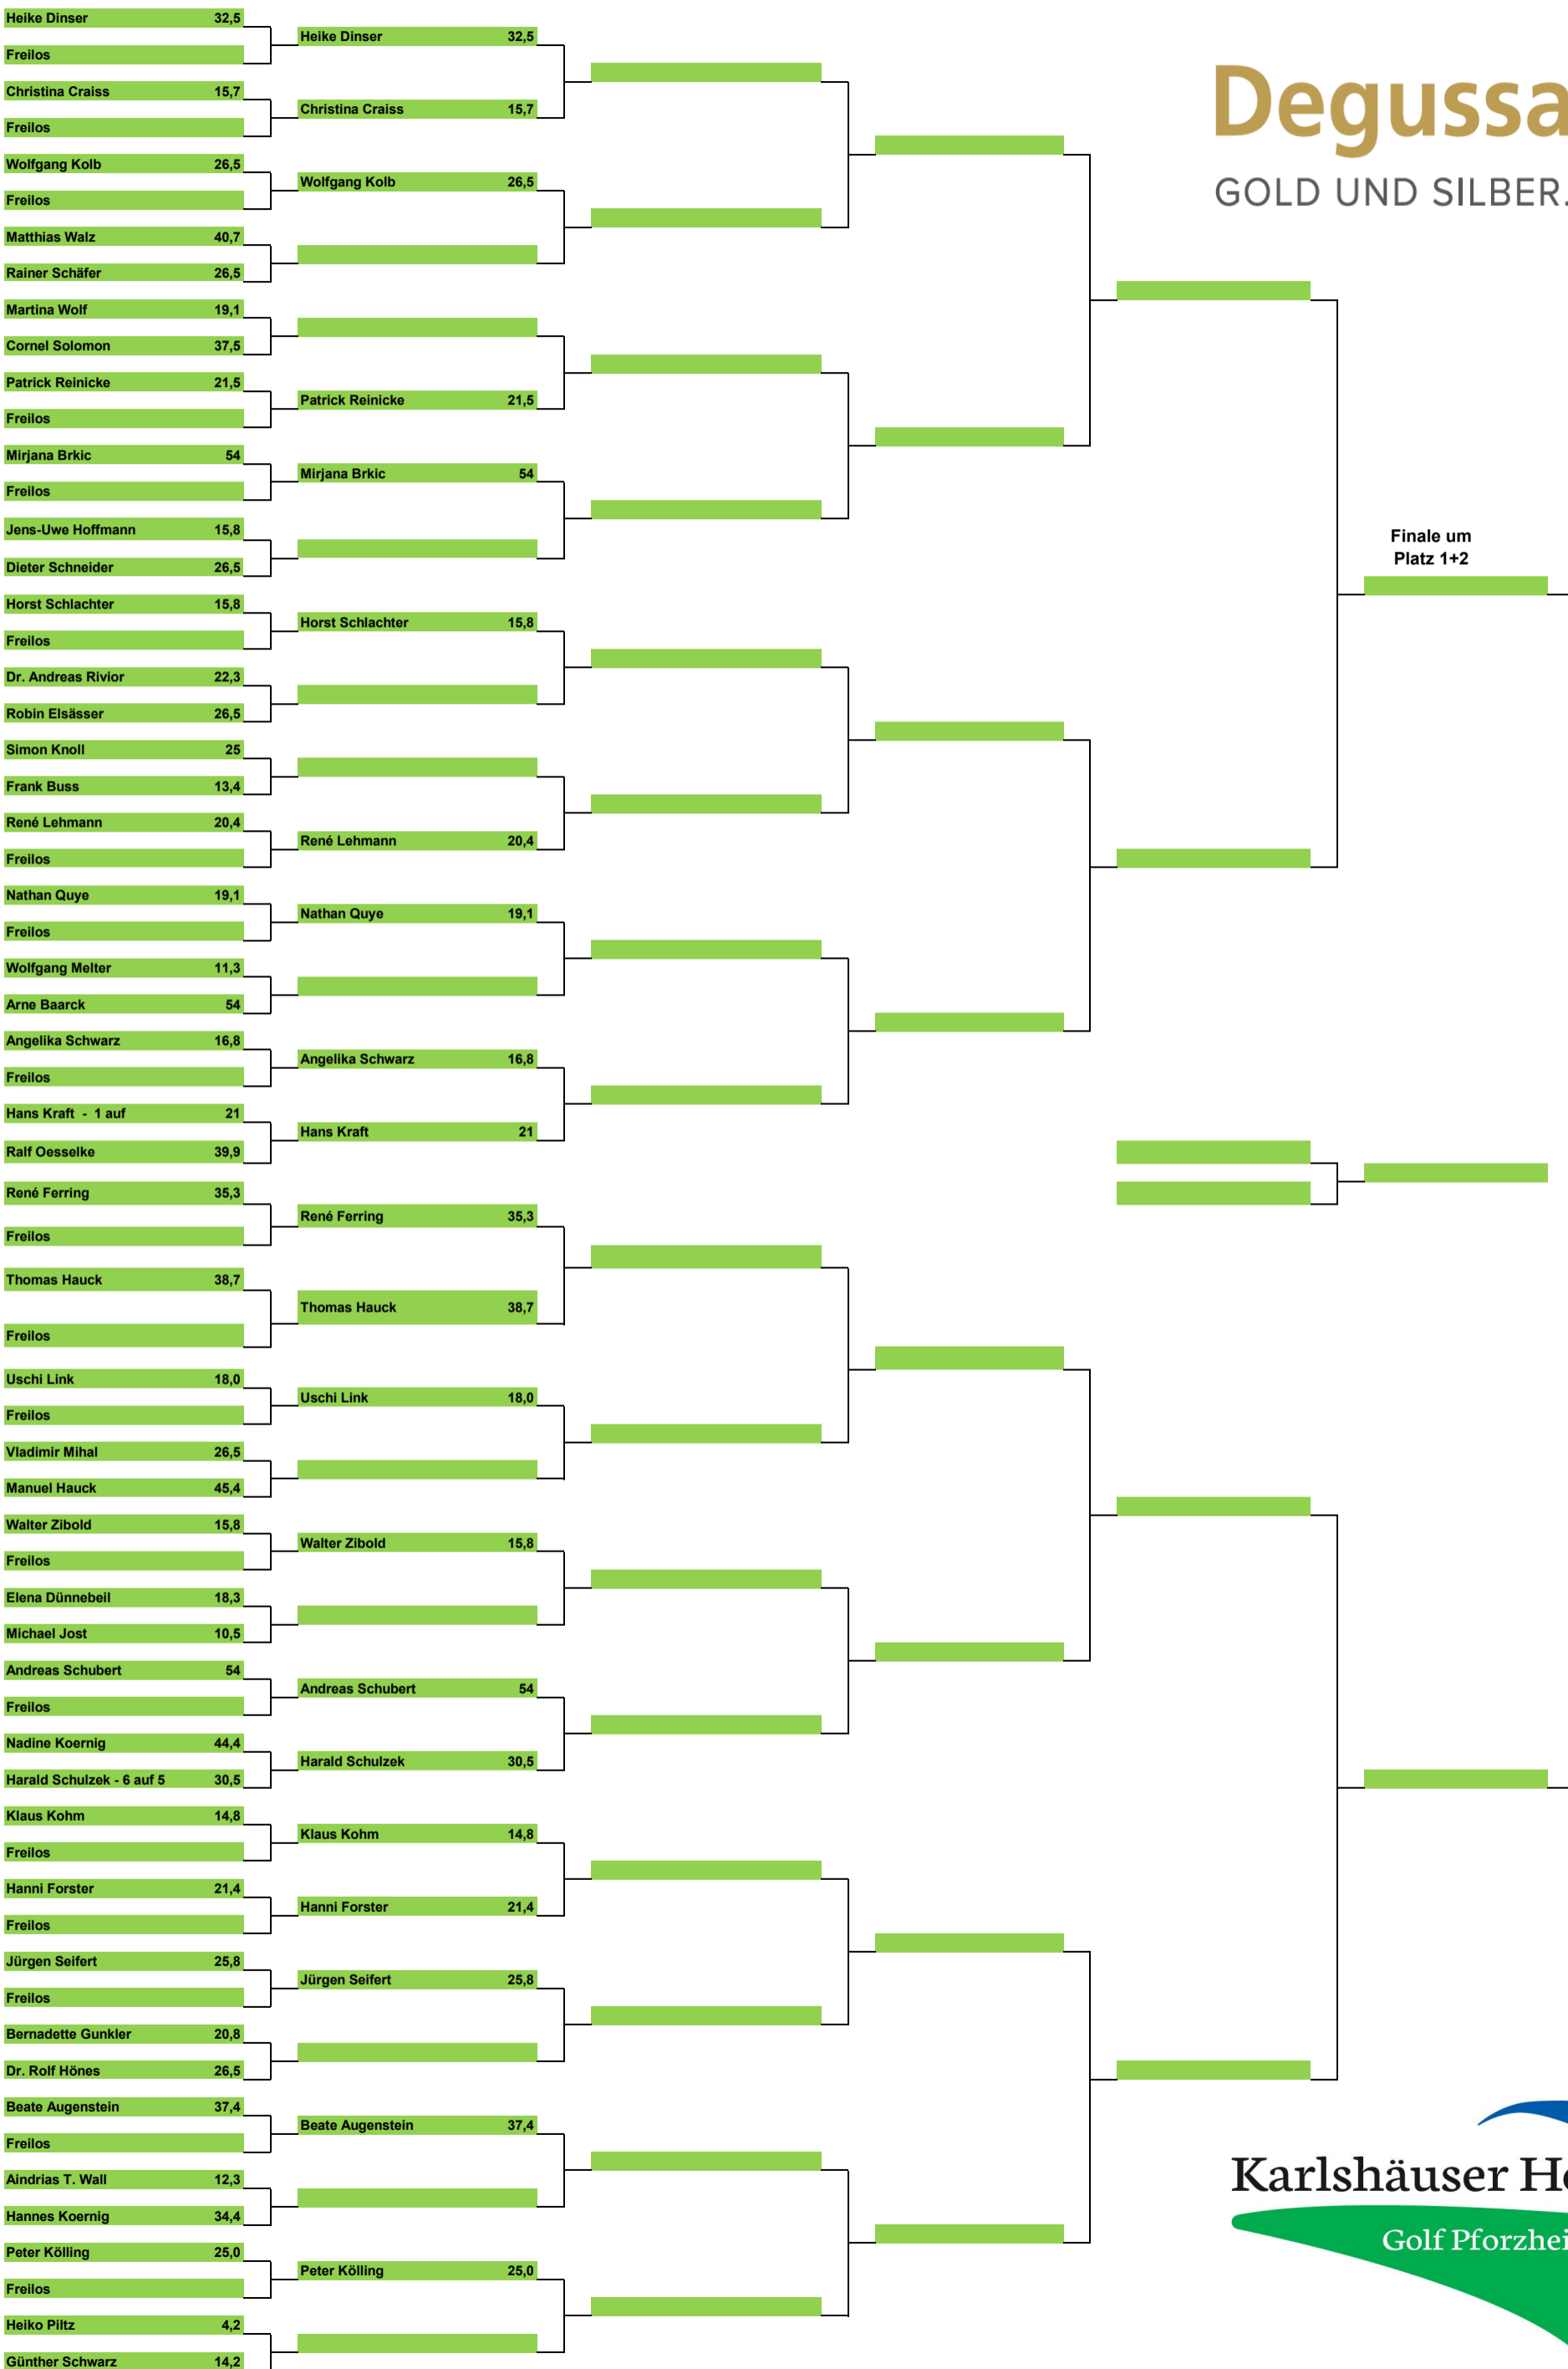 Heike Dinser 32,5
Freilos
Christina Craiss 15,7
Freilos
Wolfgang Kolb 26,5
Freilos
Matthias Walz 40,7
Rainer Schäfer 26,5
Martina Wolf 19,1
Cornel Solomon 37,5
Patrick Reinicke 21,5
Freilos
Mirjana Brkic 54
Freilos
Jens-Uwe Hoffmann 15,8
Dieter Schneider 26,5
Horst Schlachter 15,8
Freilos
Dr. Andreas Rivior 22,3
Robin Elsässer 26,5
Simon Knoll 25
Frank Buss 13,4
René Lehmann 20,4
Freilos
Nathan Quye 19,1
Freilos
Wolfgang Melter 11,3
Arne Baarck 54
Angelika Schwarz 16,8
Freilos
Hans Kraft - 1 auf 21
Ralf Oesselke 39,9
René Ferring 35,3
Freilos
Thomas Hauck 38,7
Freilos
Uschi Link 18,0
Freilos
Vladimir Mihal 26,5
Manuel Hauck 45,4
Walter Zibold 15,8
Freilos
Elena Dünnebeil 18,3
Michael Jost 10,5
Andreas Schubert 54
Freilos
Nadine Koernig 44,4
Harald Schulzek - 6 auf 5 30,5
Klaus Kohm 14,8
Freilos
Hanni Forster 21,4
Freilos
Jürgen Seifert 25,8
Freilos
Bernadette Gunkler 20,8
Dr. Rolf Hönes 26,5
Beate Augenstein 37,4
Freilos
Aindrias T. Wall 12,3
Hannes Koernig 34,4
Peter Kölling 25,0
Freilos
Heiko Piltz 4,2
Günther Schwarz 14,2
Heike Dinser 32,5
Christina Craiss 15,7
Wolfgang Kolb 26,5
Patrick Reinicke 21,5
Mirjana Brkic 54
Horst Schlachter 15,8
René Lehmann 20,4
Nathan Quye 19,1
Angelika Schwarz 16,8
Hans Kraft 21
René Ferring 35,3
Thomas Hauck 38,7
Uschi Link 18,0
Walter Zibold 15,8
Andreas Schubert 54
Harald Schulzek 30,5
Klaus Kohm 14,8
Hanni Forster 21,4
Jürgen Seifert 25,8
Beate Augenstein 37,4
Peter Kölling 25,0
Degussa
GOLD UND SILBER.
Finale um
Platz 1+2
Karlshäuser H
Golf Pforzhei